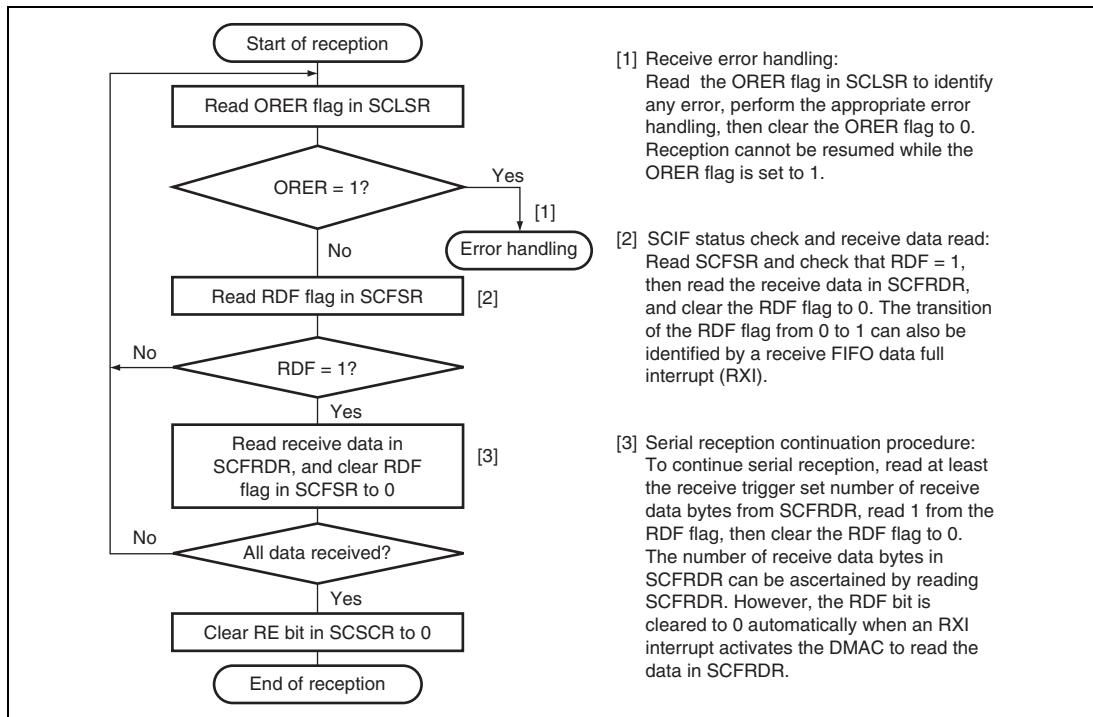 Start of reception
Read ORER flag in SCLSR
ORER = 1?
Yes
[1]
Error handling
No
Read RDF flag in SCFSR
[2]
No
RDF = 1?
Yes
Read receive data in
SCFRDR, and clear RDF
flag in SCFSR to 0
[3]
No
All data received?
Yes
Clear RE bit in SCSCR to 0
End of reception
[1] Receive error handling:
Read the ORER flag in SCLSR to identify
any error, perform the appropriate error
handling, then clear the ORER flag to 0.
Reception cannot be resumed while the
ORER flag is set to 1.
[2] SCIF status check and receive data read:
Read SCFSR and check that RDF = 1,
then read the receive data in SCFRDR,
and clear the RDF flag to 0. The transition
of the RDF flag from 0 to 1 can also be
identified by a receive FIFO data full
interrupt (RXI).
[3] Serial reception continuation procedure:
To continue serial reception, read at least
the receive trigger set number of receive
data bytes from SCFRDR, read 1 from the
RDF flag, then clear the RDF flag to 0.
The number of receive data bytes in
SCFRDR can be ascertained by reading
SCFRDR. However, the RDF bit is
cleared to 0 automatically when an RXI
interrupt activates the DMAC to read the
data in SCFRDR.